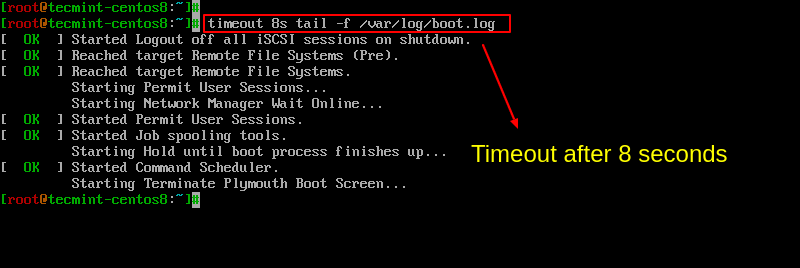 [root@tecmint-centos8:~]#
[root@tecmint-centos8:~]# timeout 8s tail -f /var/log/boot.log
[  OK  ] Started Logout off all iSCSI sessions on shutdown.
[  OK  ] Reached target Remote File Systems (Pre).
[  OK  ] Reached target Remote File Systems.
         Starting Permit User Sessions...
         Starting Network Manager Wait Online...
[  OK  ] Started Permit User Sessions.
[  OK  ] Started Job spooling tools.
         Starting Hold until boot process finishes up...
Timeout after 8 seconds
[  OK  ] Started Command Scheduler.
         Starting Terminate Plymouth Boot Screen...
[root@tecmint-centos8:~]#